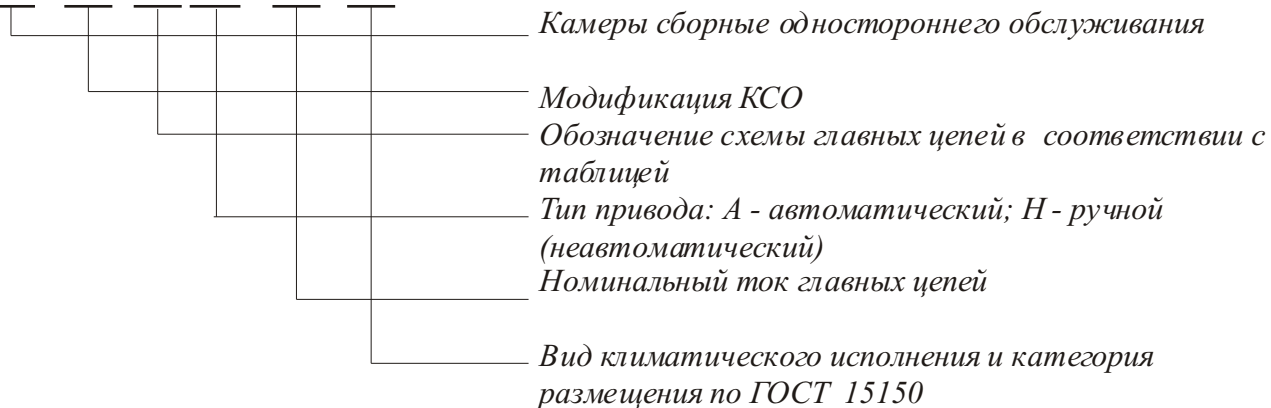 Камеры сборные одностороннего обслуживания
Модификация КСО
Обозначение схемы главных цепей в соответствии с
таблицей
Тип привода: А - автоматический; Н - ручной
(неавтоматический)
Номинальный ток главных цепей
Вид климатического исполнения и категория
размещения по ГОСТ 15150